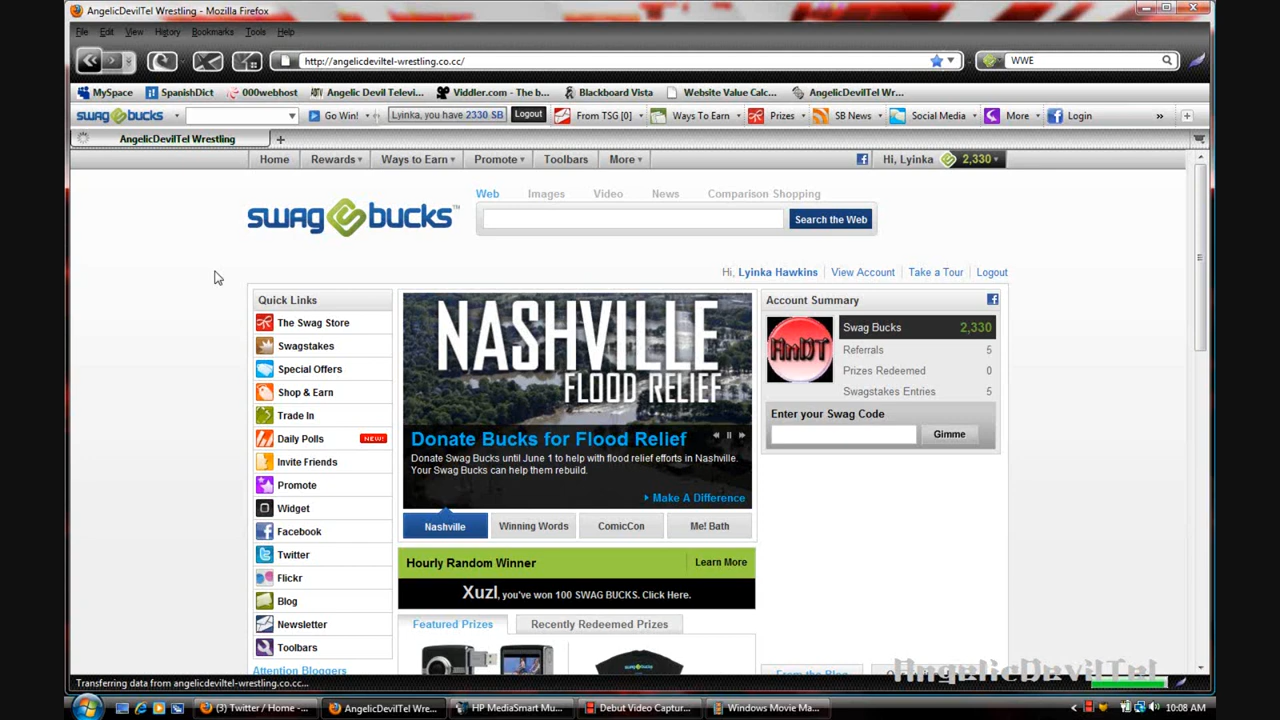 AngelicDevilTel Wrestling - Mozilla Firefox
File Edit View History Bookmarks Tools Help
http://angelicdeviltel-wrestling.co.cc/
WWE
MySpace SpanishDict 000webhost Angelic Devil Televi... Viddler.com - The b... Blackboard Vista Website Value Calc... AngelicDevilTel Wr...
swagbucks Go Win! Lyinka, you have 2330 SB Logout From TSG [0] Ways To Earn Prizes SB News Social Media More Login »
AngelicDevilTel Wrestling
Home Rewards Ways to Earn Promote Toolbars More Hi, Lyinka 2,330
Web Images Video News Comparison Shopping
swagbucks™
Search the Web
Hi, Lyinka Hawkins View Account Take a Tour Logout
Quick Links
The Swag Store
Swagstakes
Special Offers
Shop & Earn
Trade In
Daily Polls NEW!
Invite Friends
Promote
Widget
Facebook
Twitter
Flickr
Blog
Newsletter
Toolbars
Attention Bloggers
NASHVILLE
FLOOD RELIEF
Donate Bucks for Flood Relief
Donate Swag Bucks until June 1 to help with flood relief efforts in Nashville.
Your Swag Bucks can help them rebuild.
Make A Difference
Nashville Winning Words ComicCon Me! Bath
Hourly Random Winner Learn More
Xuzl, you've won 100 SWAG BUCKS. Click Here.
Featured Prizes Recently Redeemed Prizes
Account Summary
AnDT
Swag Bucks 2,330
Referrals 5
Prizes Redeemed 0
Swagstakes Entries 5
Enter your Swag Code
Gimme
From the Blog
AngelicDevilTel
Transferring data from angelicdeviltel-wrestling.co.cc...
(3) Twitter / Home - ... AngelicDevilTel Wre... HP MediaSmart Mu... Debut Video Captur... Windows Movie Ma... 10:08 AM